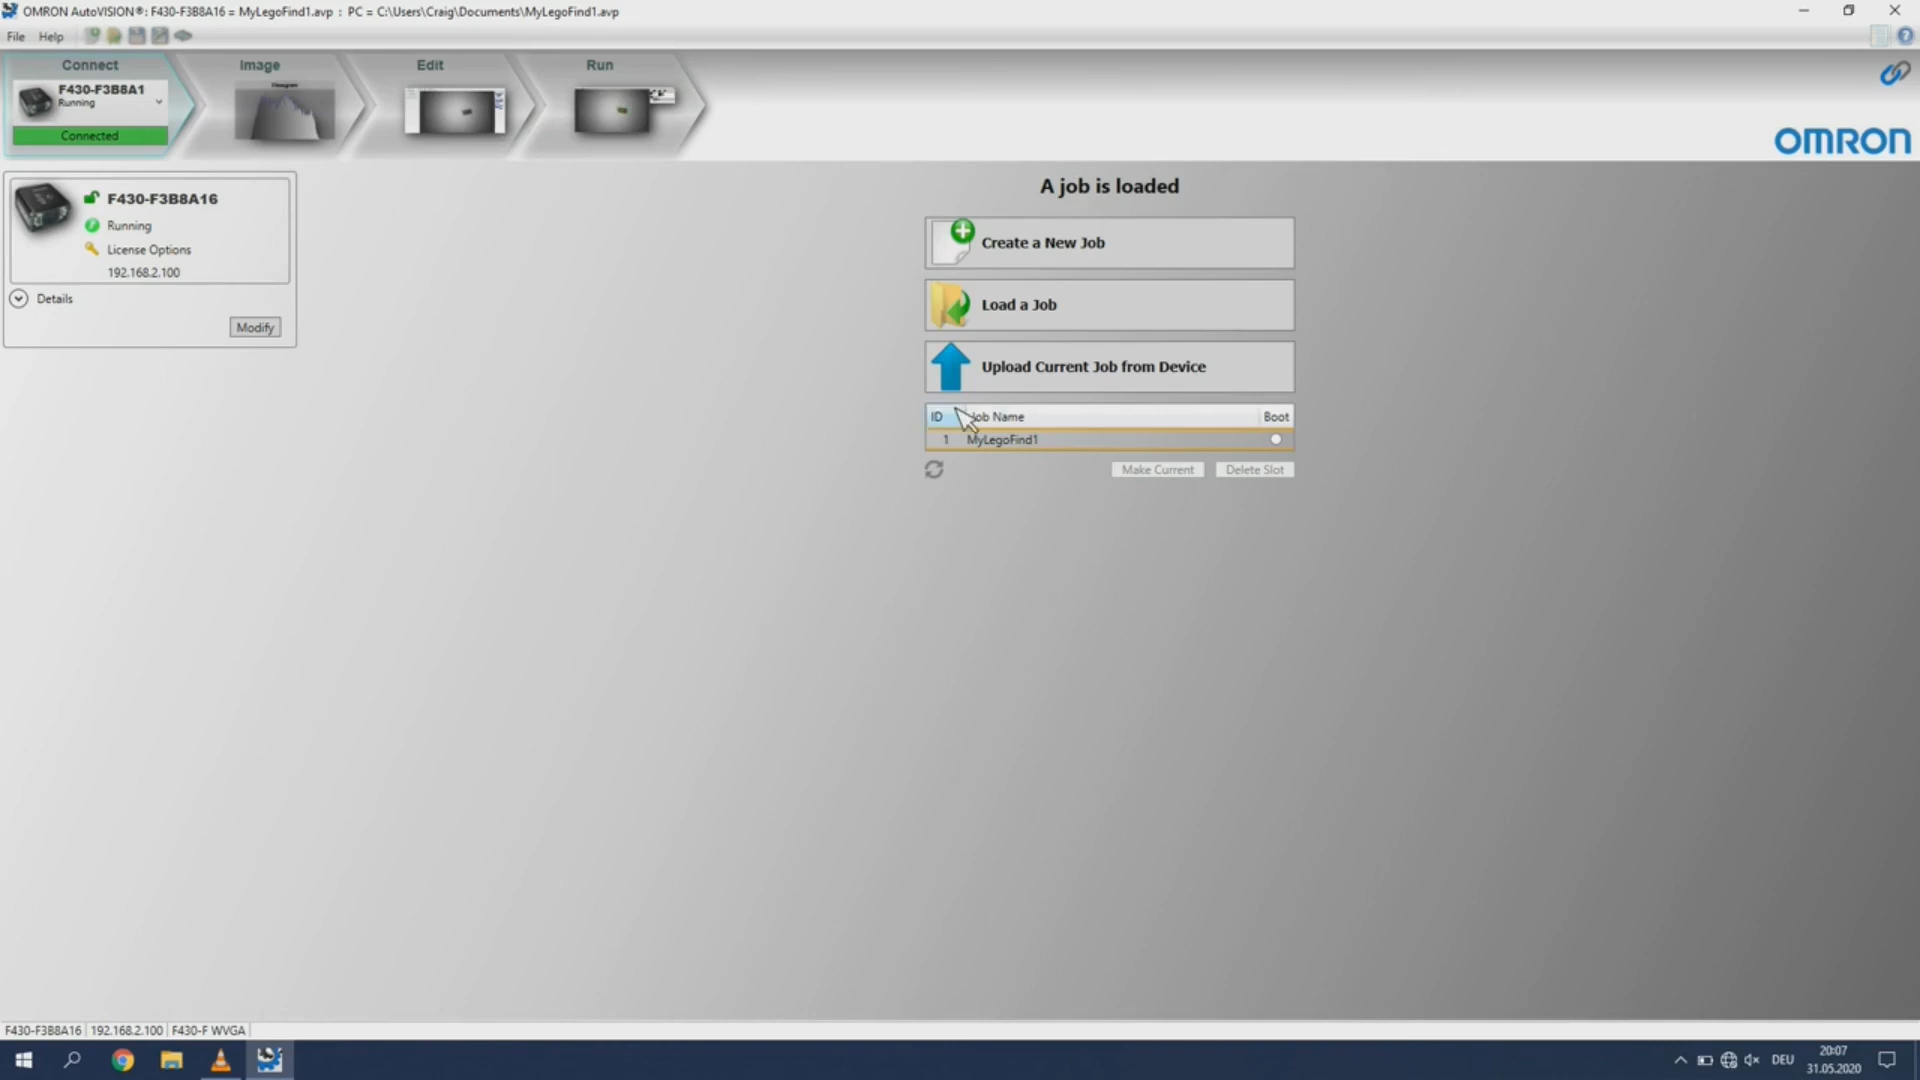 OMRON AutoVISION®: F430-F3B8A16 = MyLegoFind1.avp : PC = C:\Users\Craig\Documents\MyLegoFind1.avp
File Help
Connect
F430-F3B8A1
Running
Connected
Image
Histogram
Edit
Run
OMRON
F430-F3B8A16
Running
License Options
192.168.2.100
Details
Modify
A job is loaded
Create a New Job
Load a Job
Upload Current Job from Device
ID Job Name Boot
1 MyLegoFind1
Make Current Delete Slot
F430-F3B8A16 192.168.2.100 F430-F WVGA
DEU
20:07
31.05.2020